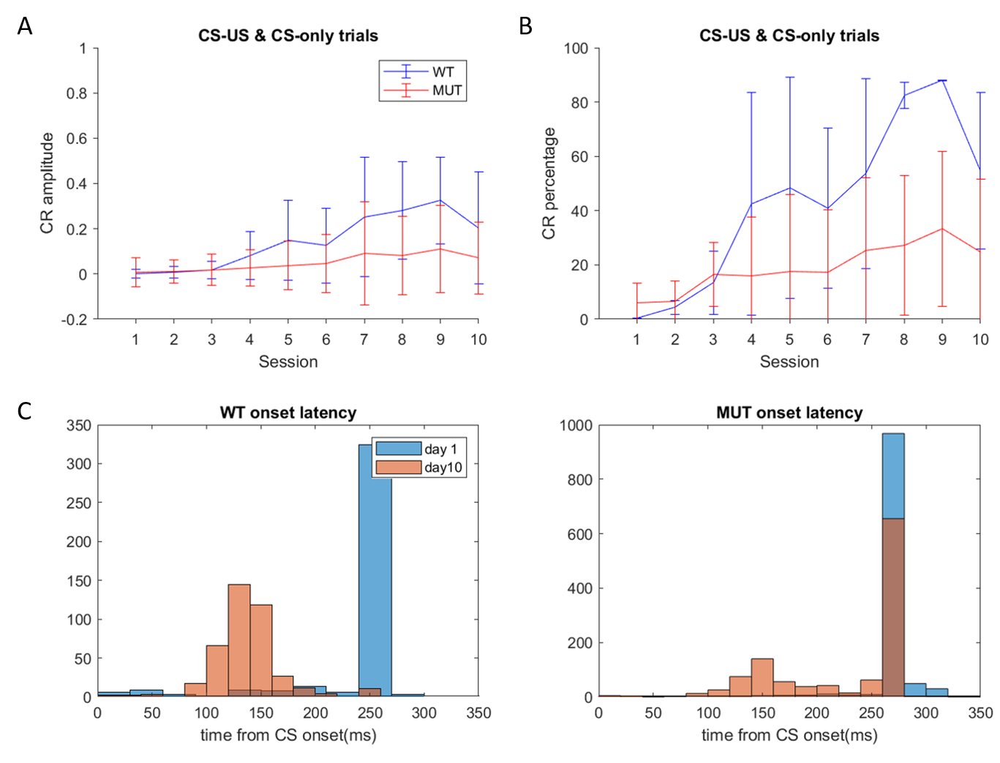 A
CS-US & CS-only trials
CR amplitude
1
0.8
0.6
0.4
0.2
0
-0.2
WT
MUT
1 2 3 4 5 6 7 8 9 10
Session
B
CS-US & CS-only trials
CR percentage
100
80
60
40
20
0
1 2 3 4 5 6 7 8 9 10
Session
C
WT onset latency
350
300
250
200
150
100
50
0
day 1
day10
0 50 100 150 200 250 300 350
time from CS onset(ms)
MUT onset latency
1000
800
600
400
200
0
0 50 100 150 200 250 300 350
time from CS onset(ms)